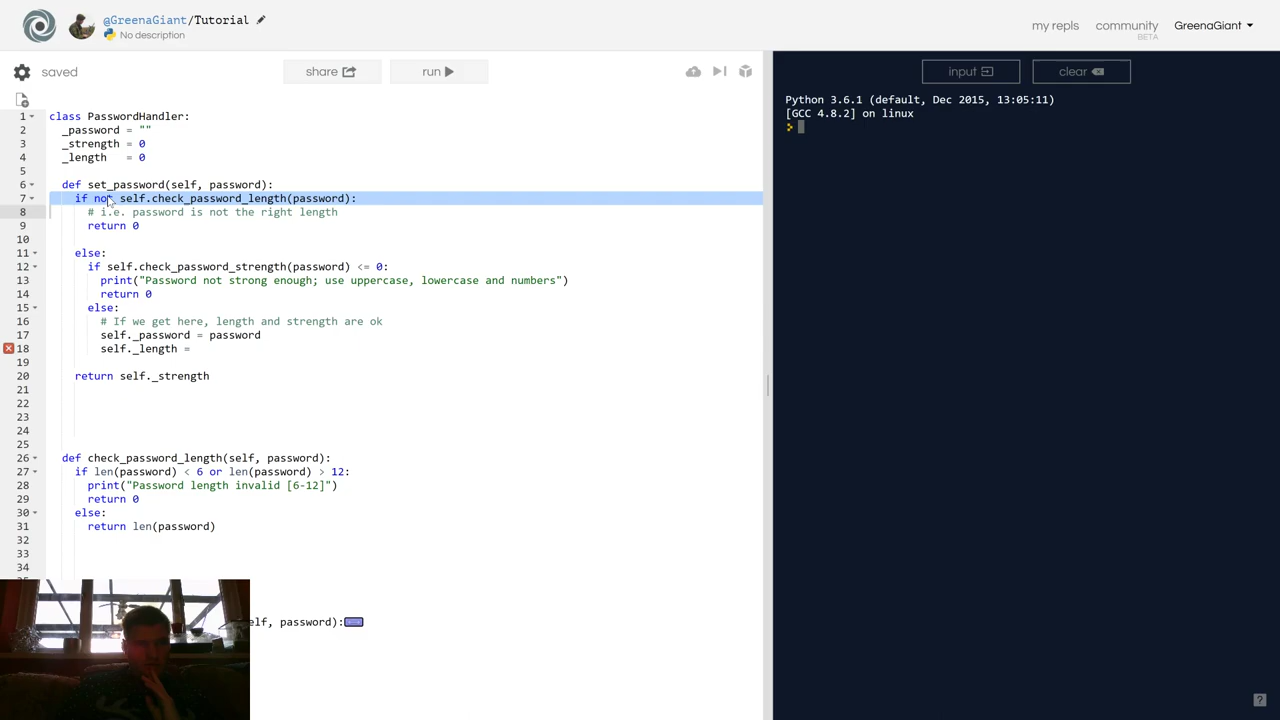 @GreenaGiant/Tutorial
No description
my repls
community
BETA
GreenaGiant
saved
share
run
input
clear
1 class PasswordHandler:
2 _password = ""
3 _strength = 0
4 _length   = 0
5
6 def set_password(self, password):
7 if not self.check_password_length(password):
8 # i.e. password is not the right length
9 return 0
10
11 else:
12 if self.check_password_strength(password) <= 0:
13 print("Password not strong enough; use uppercase, lowercase and numbers")
14 return 0
15 else:
16 # If we get here, length and strength are ok
17 self._password = password
18 self._length =
19
20 return self._strength
21
22
23
24
25
26 def check_password_length(self, password):
27 if len(password) < 6 or len(password) > 12:
28 print("Password length invalid [6-12]")
29 return 0
30 else:
31 return len(password)
32
33
34
elf, password):
Python 3.6.1 (default, Dec 2015, 13:05:11)
[GCC 4.8.2] on linux
?